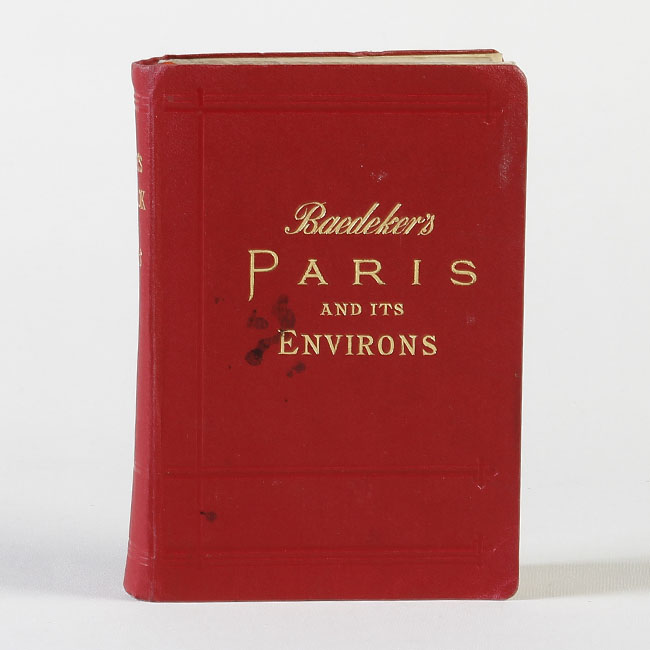 Baedeker's
PARIS
AND ITS
ENVIRONS